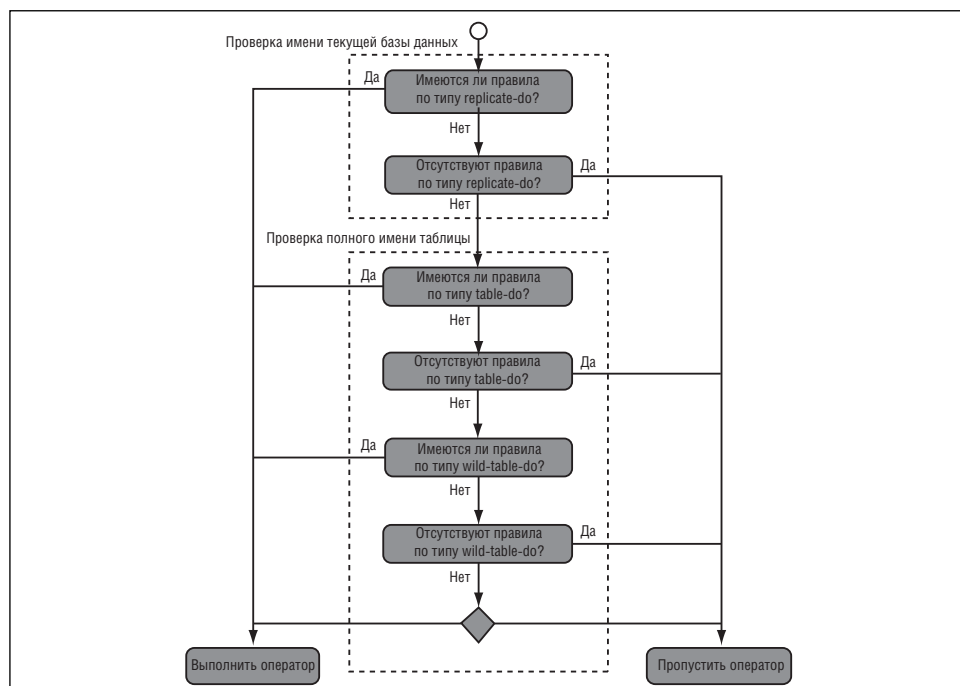 Проверка имени текущей базы данных
Да
Имеются ли правила
по типу replicate-do?
Нет
Отсутствуют правила
по типу replicate-do?
Да
Нет
Проверка полного имени таблицы
Да
Имеются ли правила
по типу table-do?
Нет
Отсутствуют правила
по типу table-do?
Да
Нет
Да
Имеются ли правила
по типу wild-table-do?
Нет
Отсутствуют правила
по типу wild-table-do?
Да
Нет
Выполнить оператор
Пропустить оператор